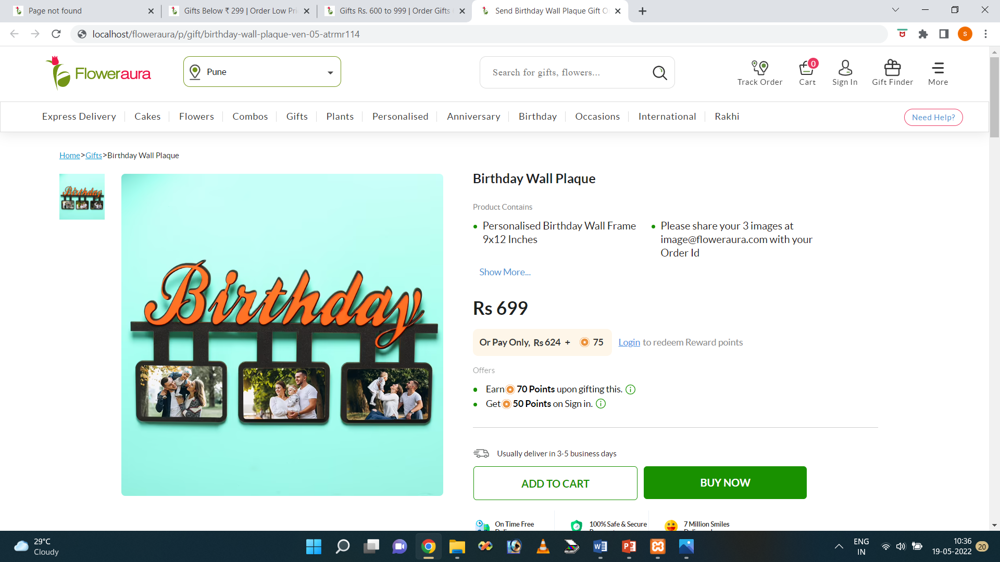 Page not found
Gifts Below ₹ 299 | Order Low Pri
Gifts Rs. 600 to 999 | Order Gifts
Send Birthday Wall Plaque Gift O
S
localhost/floweraura/p/gift/birthday-wall-plaque-ven-05-atrmr114
Floweraura
Pune
Search for gifts, flowers...
0
Track Order
Cart
Sign In
Gift Finder
More
Express Delivery
Cakes
Flowers
Combos
Gifts
Plants
Personalised
Anniversary
Birthday
Occasions
International
Rakhi
Need Help?
Home>Gifts>Birthday Wall Plaque
Birthday
Birthday
Birthday Wall Plaque
Product Contains
Personalised Birthday Wall Frame
9x12 Inches
Please share your 3 images at
image@floweraura.com with your
Order Id
Show More...
Rs 699
Or Pay Only, Rs 624 + 75
Login to redeem Reward points
Offers
Earn 70 Points upon gifting this.
Get 50 Points on Sign in.
Usually deliver in 3-5 business days
ADD TO CART
BUY NOW
On Time Free
100% Safe & Secure
7 Million Smiles
29°C
Cloudy
ENG
IN
10:36
19-05-2022
20